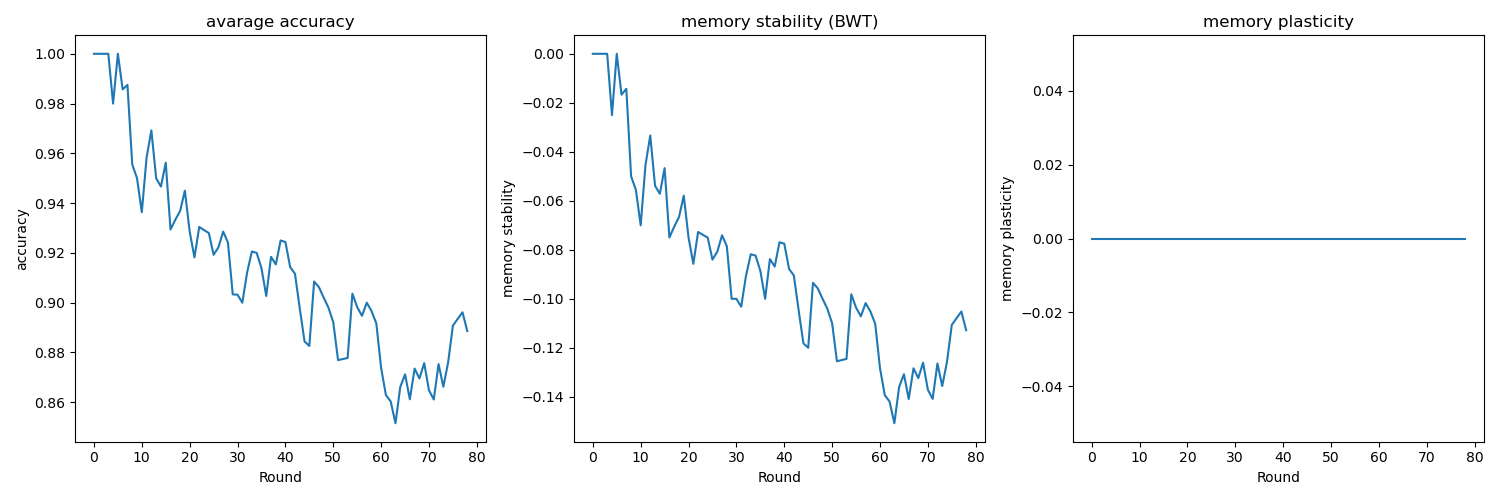 avarage accuracy
1.00
0.98
0.96
0.94
0.92
0.90
0.88
0.86
accuracy
0 10 20 30 40 50 60 70 80
Round
memory stability (BWT)
0.00
−0.02
−0.04
−0.06
−0.08
−0.10
−0.12
−0.14
memory stability
0 10 20 30 40 50 60 70 80
Round
memory plasticity
0.04
0.02
0.00
−0.02
−0.04
memory plasticity
0 10 20 30 40 50 60 70 80
Round